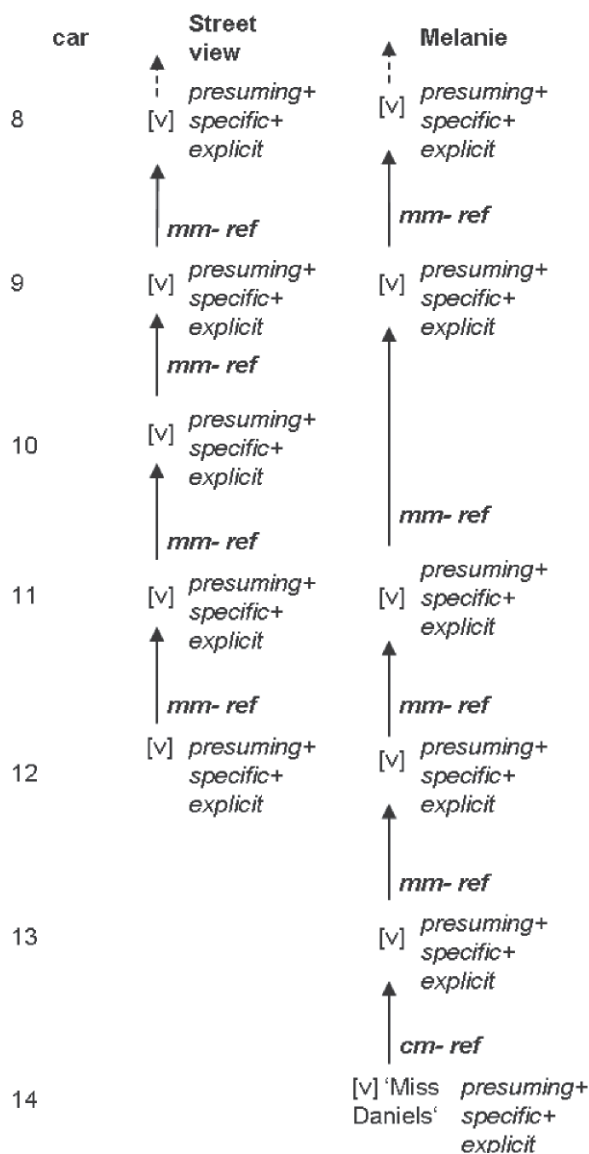 car Street view Melanie
8 [v] presuming+ [v] presuming+
specific+ specific+
explicit explicit
mm- ref mm- ref
9 [v] presuming+ [v] presuming+
specific+ specific+
explicit explicit
mm- ref
10 [v] presuming+
specific+
explicit
mm- ref mm- ref
11 [v] presuming+ [v] presuming+
specific+ specific+
explicit explicit
mm- ref mm- ref
12 [v] presuming+ [v] presuming+
specific+ specific+
explicit explicit
mm- ref
13 [v] presuming+
specific+
explicit
cm- ref
14 [v] ‘Miss presuming+
Daniels‘ specific+
explicit